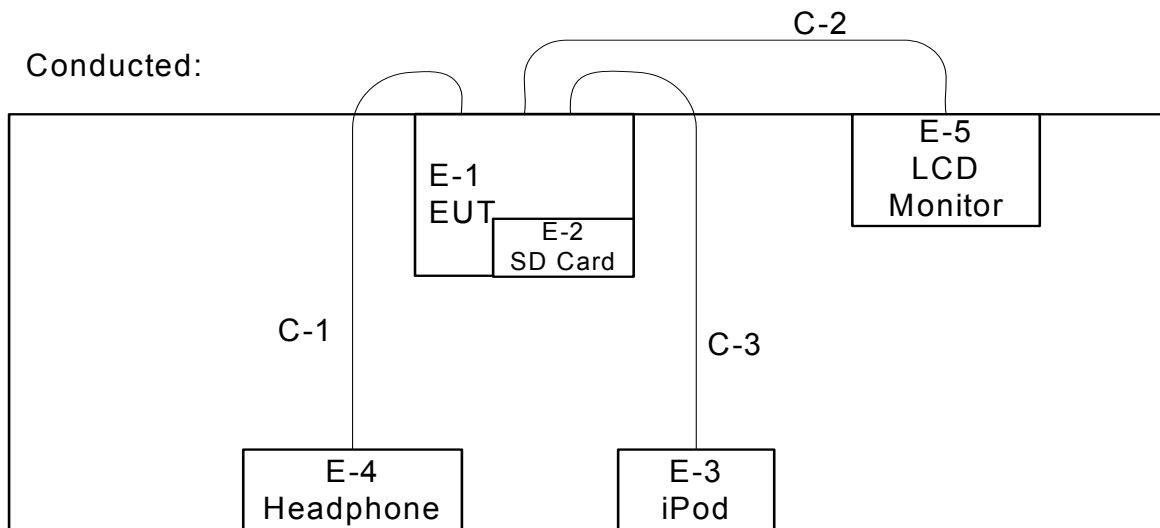 C-2
Conducted:
E-1
EUT
E-2
SD Card
E-5
LCD
Monitor
C-1
C-3
E-4
Headphone
E-3
iPod